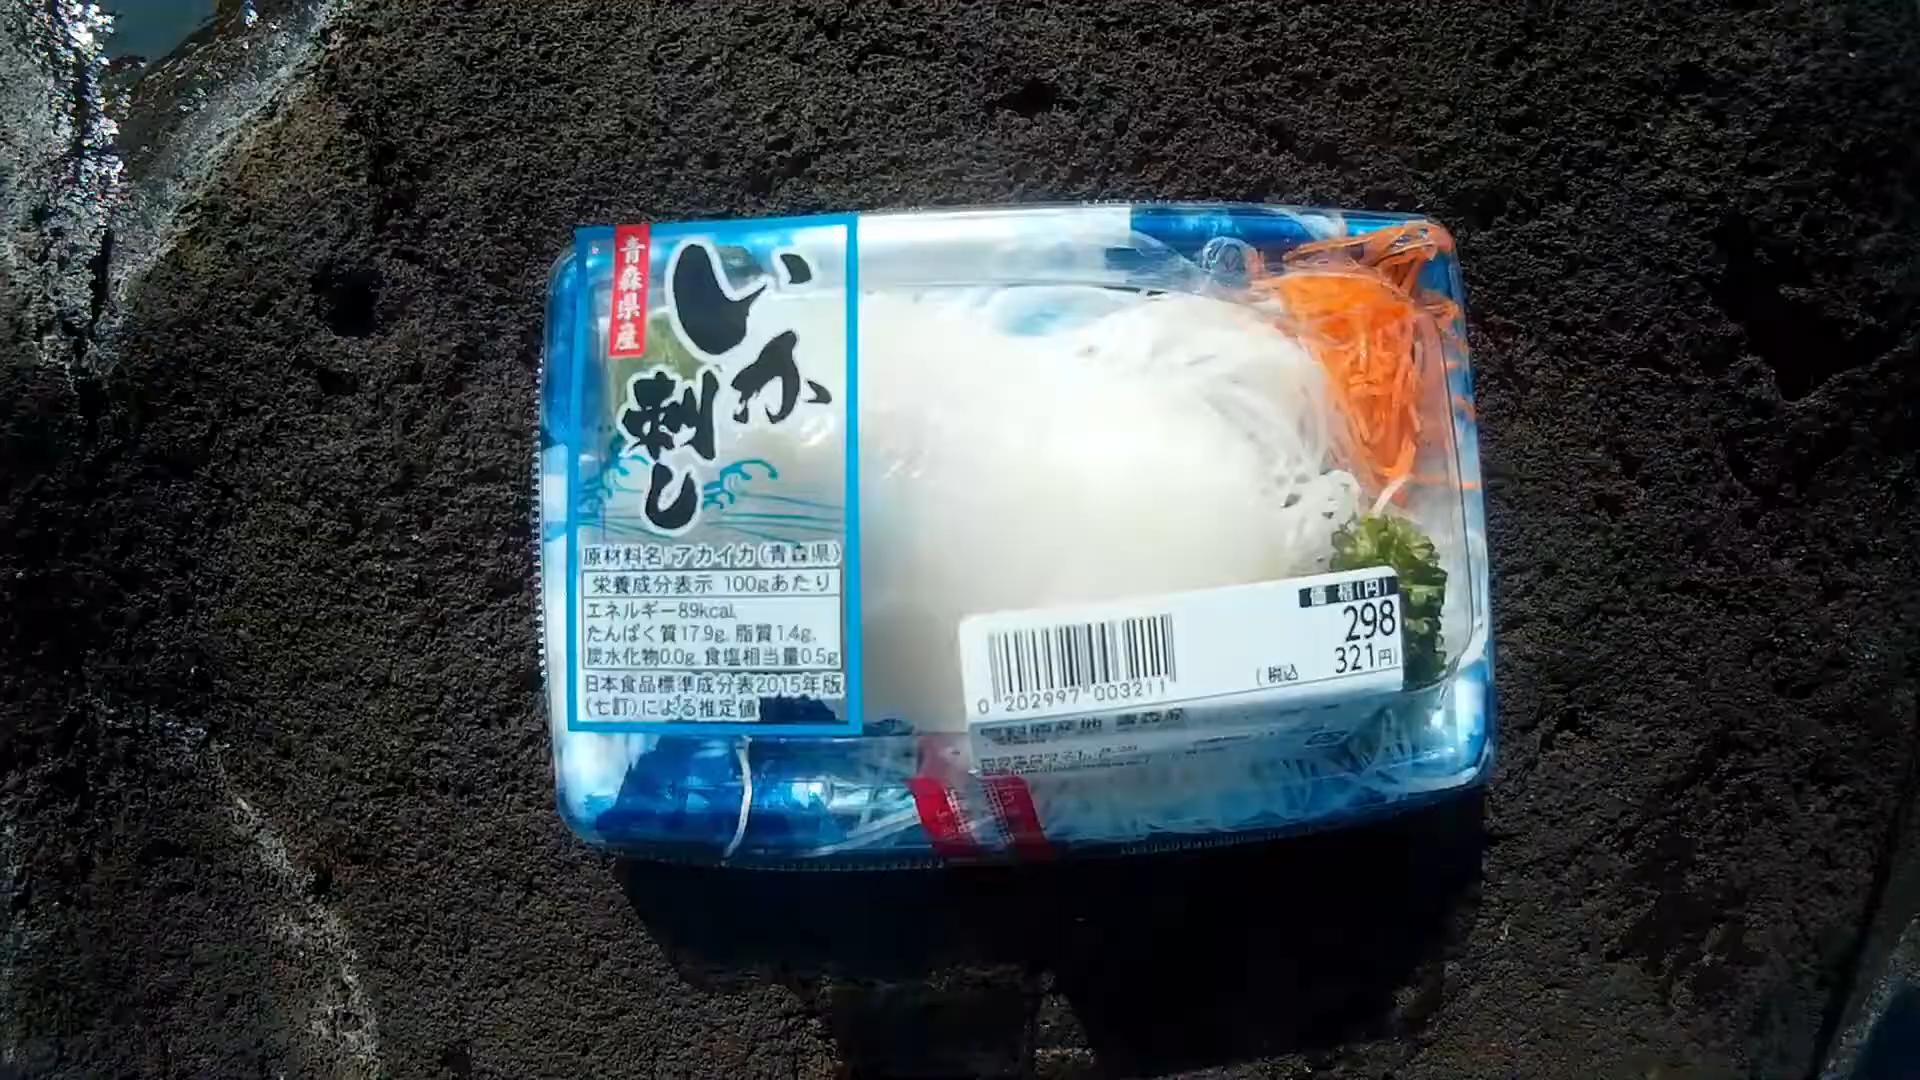 青森県産
いか刺し
原材料名:アカイカ(青森県)
栄養成分表示 100gあたり
エネルギー89kcal,
たんぱく質17.9g, 脂質1.4g,
炭水化物0.0g, 食塩相当量0.5g
日本食品標準成分表2015年版
(七訂)による推定値
価格(円)
298
(税込 321円)
0 202997 003211